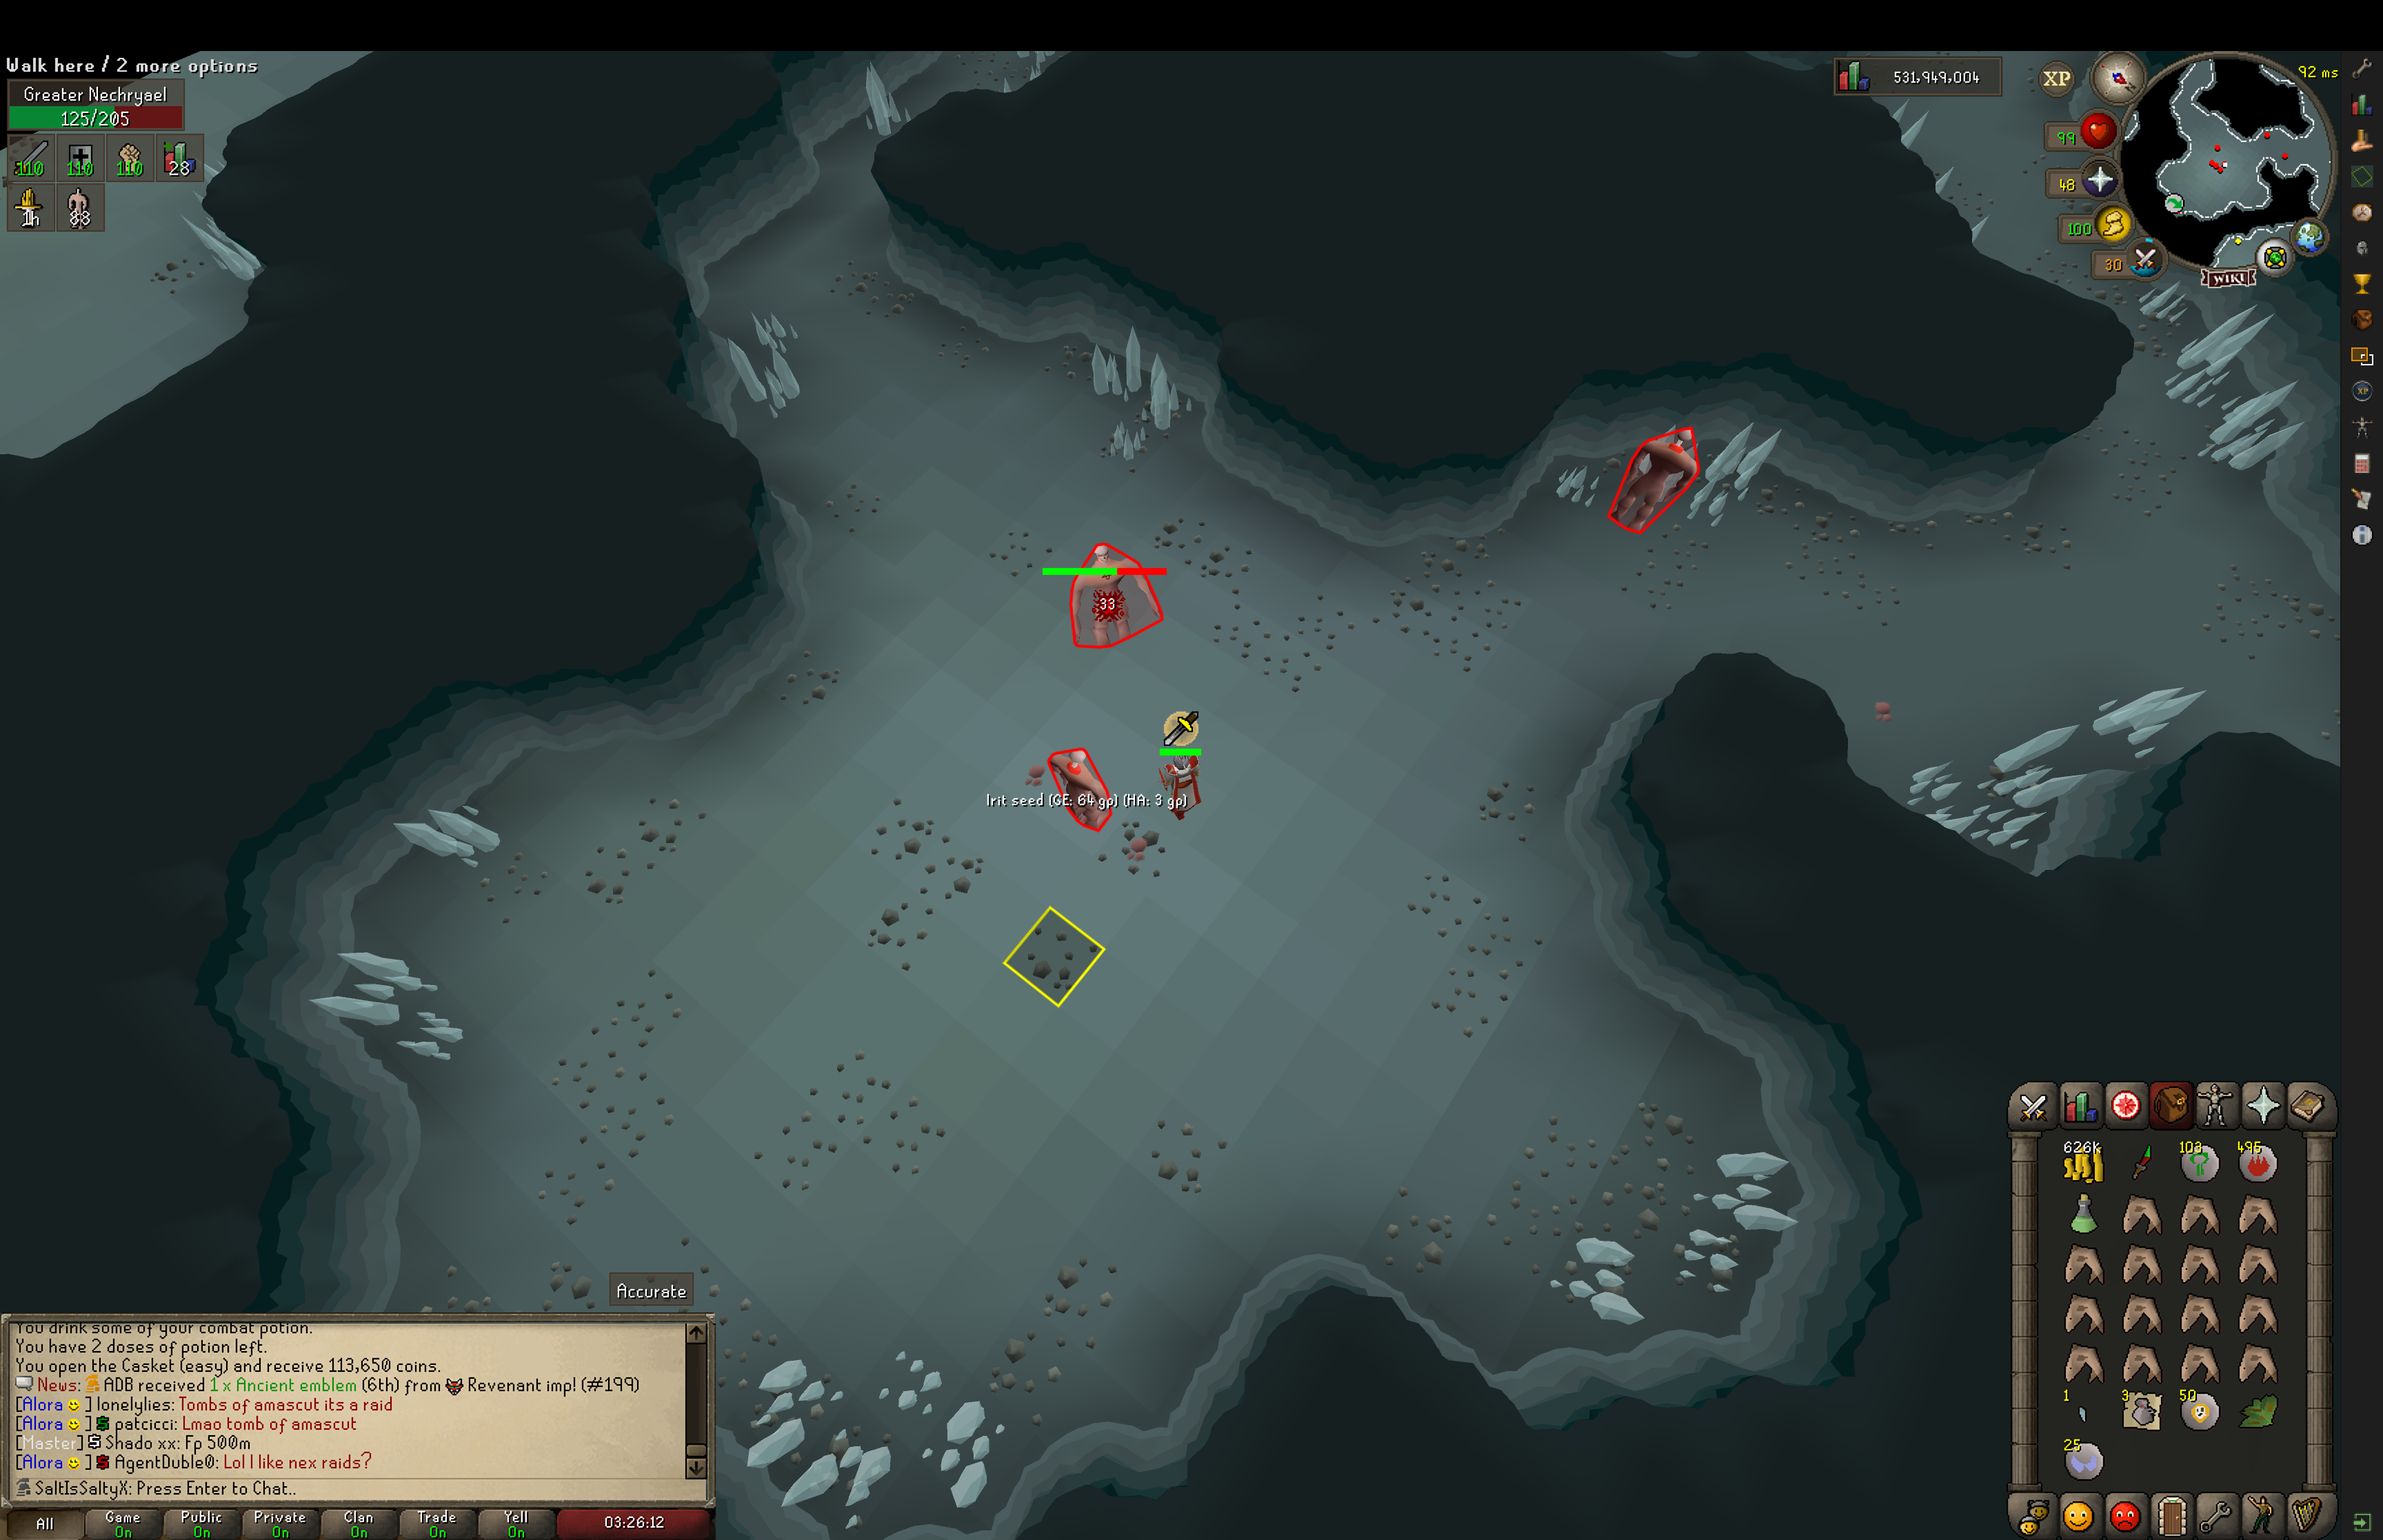 Walk here / 2 more options
Greater Nechryael
125/205
110
110
110
28
1h
88
531,949,004
XP
92 ms
99
48
100
30
WIKI
XP
33
Irit seed (GE: 64 gp) (HA: 3 gp)
626K
103
495
1
3
50
25
Accurate
You drink some of your combat potion.
You have 2 doses of potion left.
You open the Casket (easy) and receive 113,650 coins.
News: ADB received 1 x Ancient emblem (6th) from Revenant imp! (#199)
[Alora ] lonelylies: Tombs of amascut its a raid
[Alora ] patcicci: Lmao tomb of amascut
[Master] Shado xx: Fp 500m
[Alora ] AgentDuble0: Lol I like nex raids?
SaltIsSaltyX: Press Enter to Chat..
All
Game On
Public On
Private On
Clan On
Trade On
Yell On
03:26:12